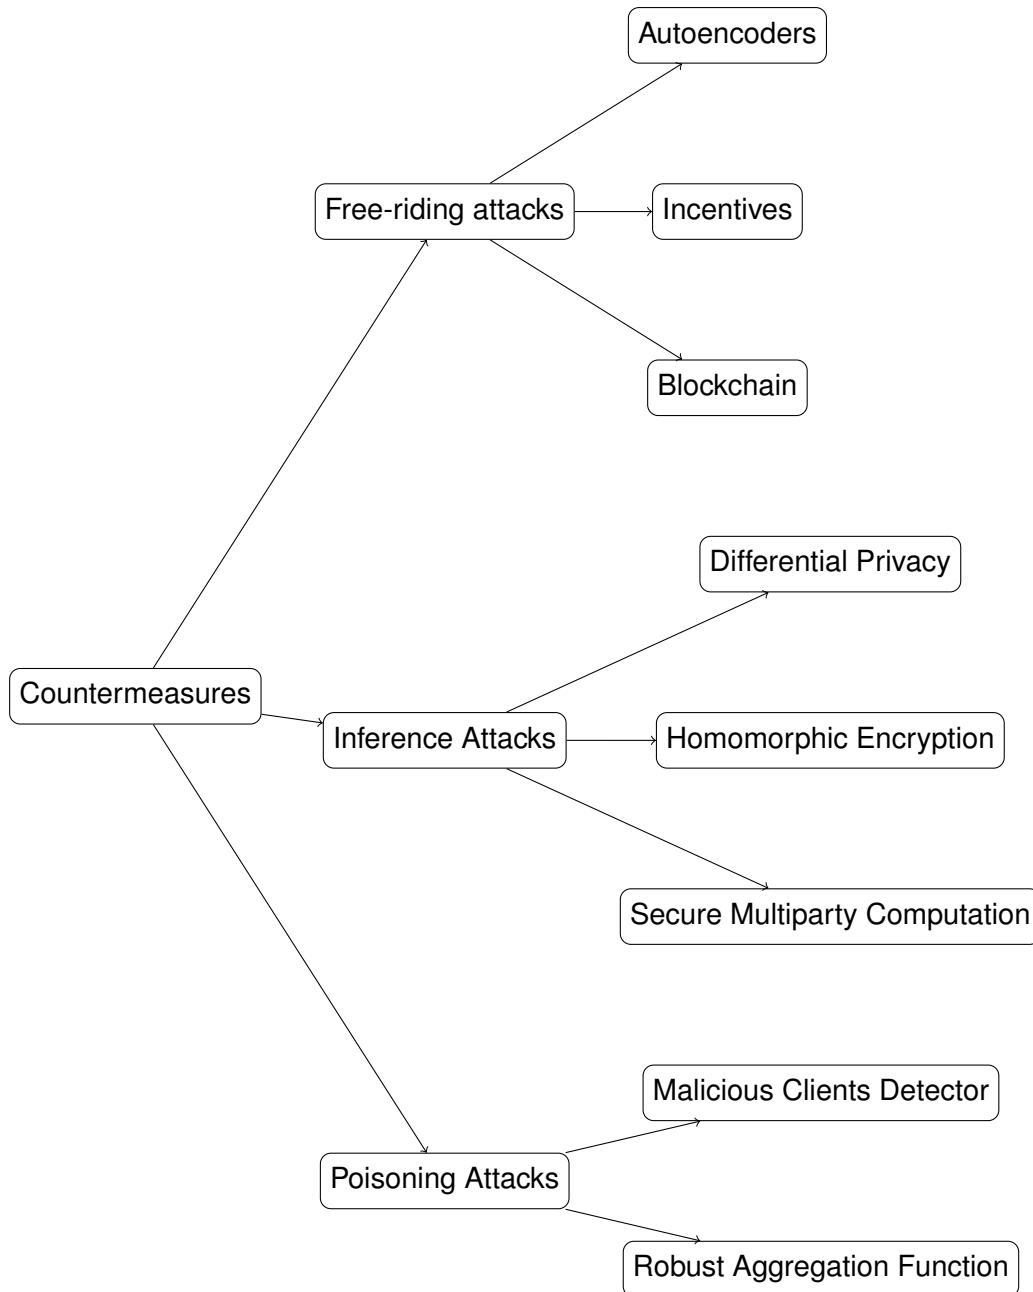 Autoencoders
Free-riding attacks
Incentives
Blockchain
Differential Privacy
Countermeasures
Inference Attacks
Homomorphic Encryption
Secure Multiparty Computation
Malicious Clients Detector
Poisoning Attacks
Robust Aggregation Function